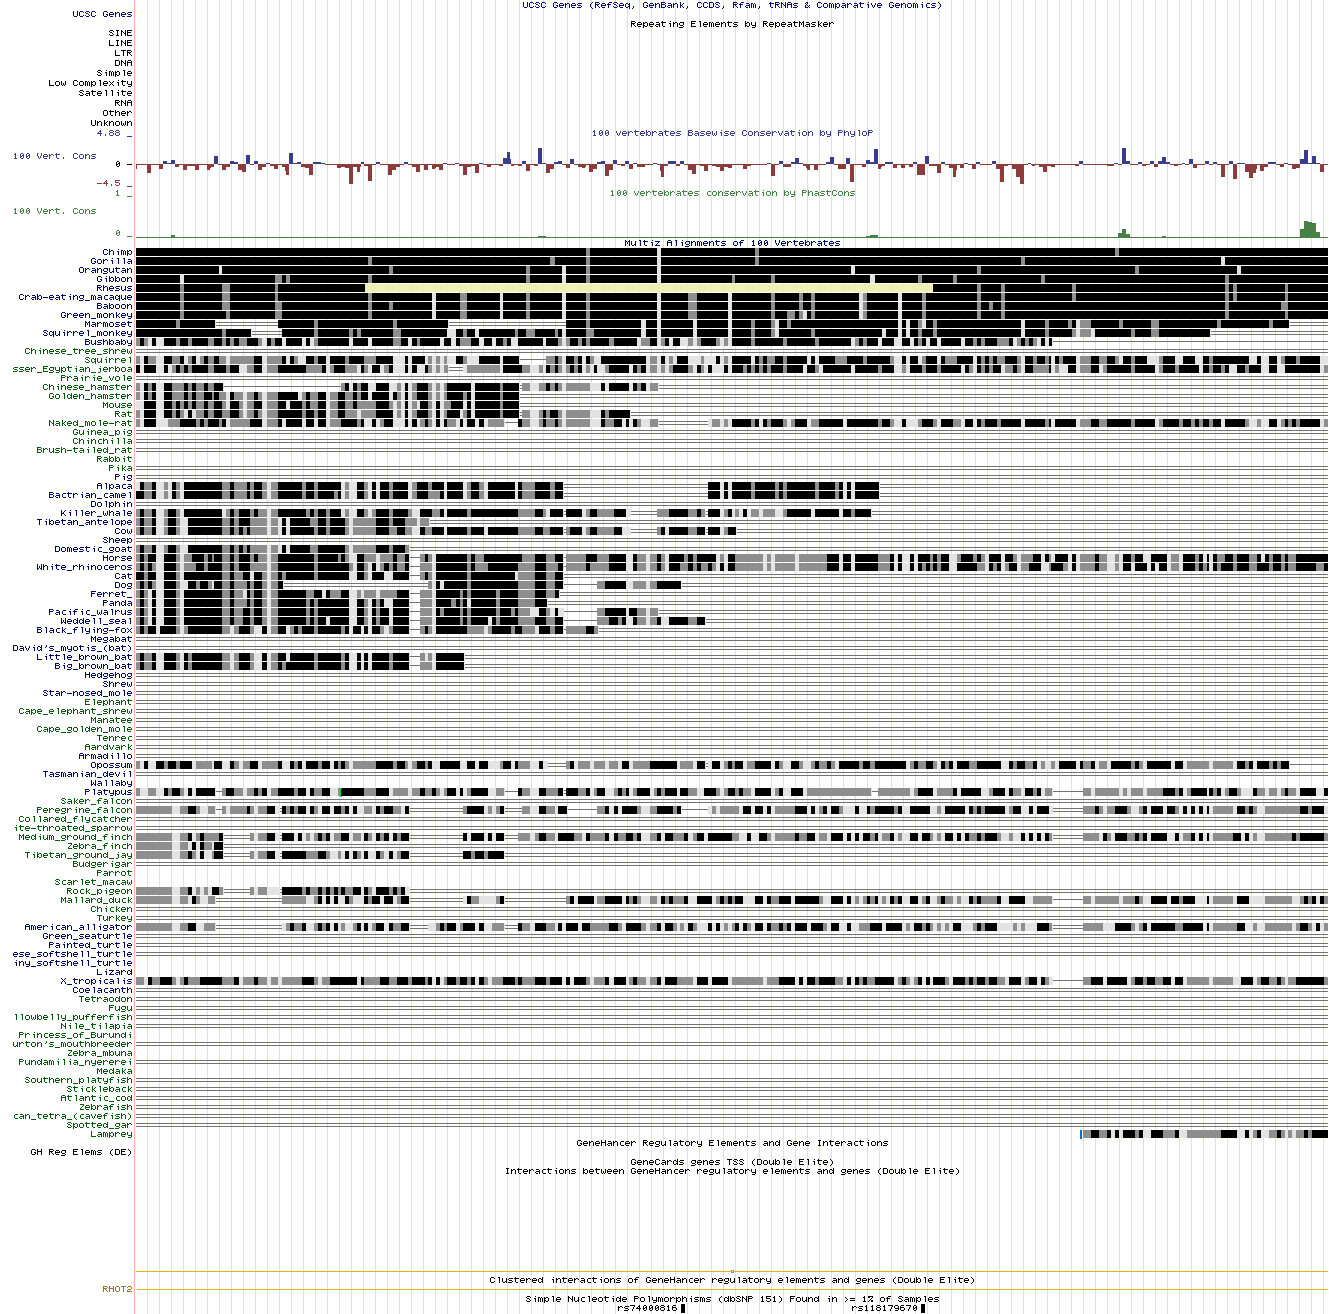 UCSC Genes (RefSeq, GenBank, CCDS, Rfam, tRNAs & Comparative Genomics)
UCSC Genes
Repeating Elements by RepeatMasker
SINE
LINE
LTR
DNA
Simple
Low Complexity
Satellite
RNA
Other
Unknown
4.88 _
100 vertebrates Basewise Conservation by PhyloP
100 Vert. Cons
0 _
-4.5 _
1 _
100 vertebrates conservation by PhastCons
100 Vert. Cons
0 _
Multiz Alignments of 100 Vertebrates
Chimp
Gorilla
Orangutan
Gibbon
Rhesus
Crab-eating_macaque
Baboon
Green_monkey
Marmoset
Squirrel_monkey
Bushbaby
Chinese_tree_shrew
Squirrel
sser_Egyptian_jerboa
Prairie_vole
Chinese_hamster
Golden_hamster
Mouse
Rat
Naked_mole-rat
Guinea_pig
Chinchilla
Brush-tailed_rat
Rabbit
Pika
Pig
Alpaca
Bactrian_camel
Dolphin
Killer_whale
Tibetan_antelope
Cow
Sheep
Domestic_goat
Horse
White_rhinoceros
Cat
Dog
Ferret_
Panda
Pacific_walrus
Weddell_seal
Black_flying-fox
Megabat
David's_myotis_(bat)
Little_brown_bat
Big_brown_bat
Hedgehog
Shrew
Star-nosed_mole
Elephant
Cape_elephant_shrew
Manatee
Cape_golden_mole
Tenrec
Aardvark
Armadillo
Opossum
Tasmanian_devil
Wallaby
Platypus
Saker_falcon
Peregrine_falcon
Collared_flycatcher
ite-throated_sparrow
Medium_ground_finch
Zebra_finch
Tibetan_ground_jay
Budgerigar
Parrot
Scarlet_macaw
Rock_pigeon
Mallard_duck
Chicken
Turkey
American_alligator
Green_seaturtle
Painted_turtle
ese_softshell_turtle
iny_softshell_turtle
Lizard
X_tropicalis
Coelacanth
Tetraodon
Fugu
llowbelly_pufferfish
Nile_tilapia
Princess_of_Burundi
urton's_mouthbreeder
Zebra_mbuna
Pundamilia_nyererei
Medaka
Southern_platyfish
Stickleback
Atlantic_cod
Zebrafish
can_tetra_(cavefish)
Spotted_gar
Lamprey
GeneHancer Regulatory Elements and Gene Interactions
GH Reg Elems (DE)
GeneCards genes TSS (Double Elite)
Interactions between GeneHancer regulatory elements and genes (Double Elite)
Clustered interactions of GeneHancer regulatory elements and genes (Double Elite)
RHOT2
Simple Nucleotide Polymorphisms (dbSNP 151) Found in >= 1% of Samples
rs74000816 rs118179670